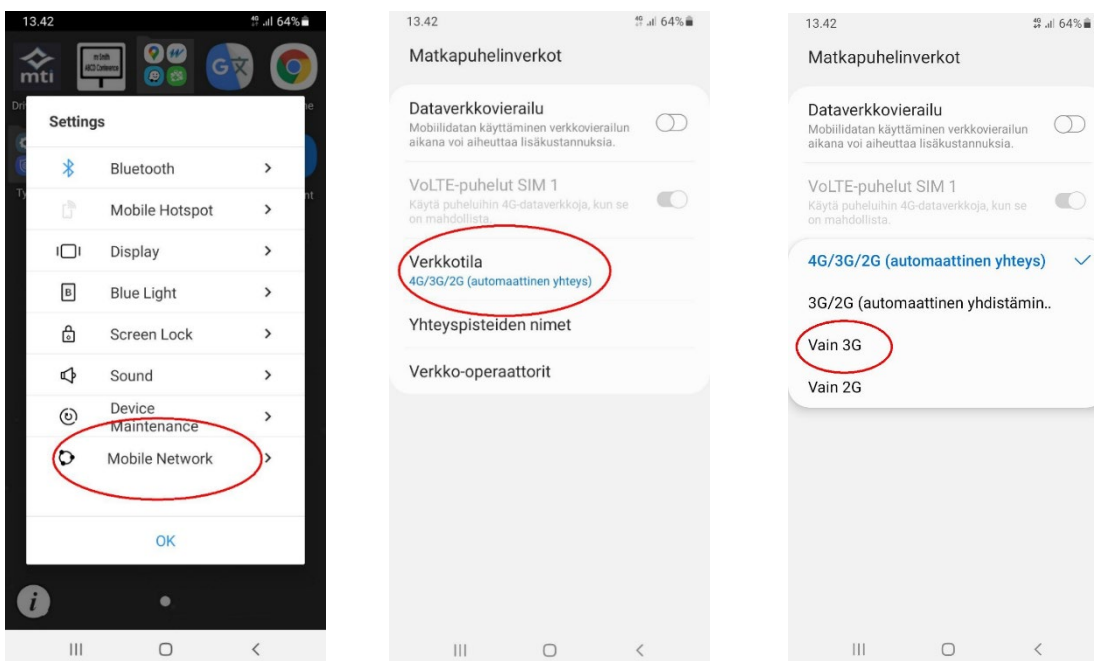 13.42
4G
64%
mti
Settings
Bluetooth
Mobile Hotspot
Display
B
Blue Light
Screen Lock
Sound
Device
Maintenance
Mobile Network
OK
i
13.42
4G
64%
Matkapuhelinverkot
Dataverkkovierailu
Mobiilidatan käyttäminen verkkovierailun
aikana voi aiheuttaa lisäkustannuksia.
VoLTE-puhelut SIM 1
Käytä puheluihin 4G-dataverkkoja, kun se
on mahdollista.
Verkkotila
4G/3G/2G (automaattinen yhteys)
Yhteyspisteiden nimet
Verkko-operaattorit
13.42
4G
64%
Matkapuhelinverkot
Dataverkkovierailu
Mobiilidatan käyttäminen verkkovierailun
aikana voi aiheuttaa lisäkustannuksia.
VoLTE-puhelut SIM 1
Käytä puheluihin 4G-dataverkkoja, kun se
on mahdollista.
4G/3G/2G (automaattinen yhteys)
3G/2G (automaattinen yhdistämin..
Vain 3G
Vain 2G